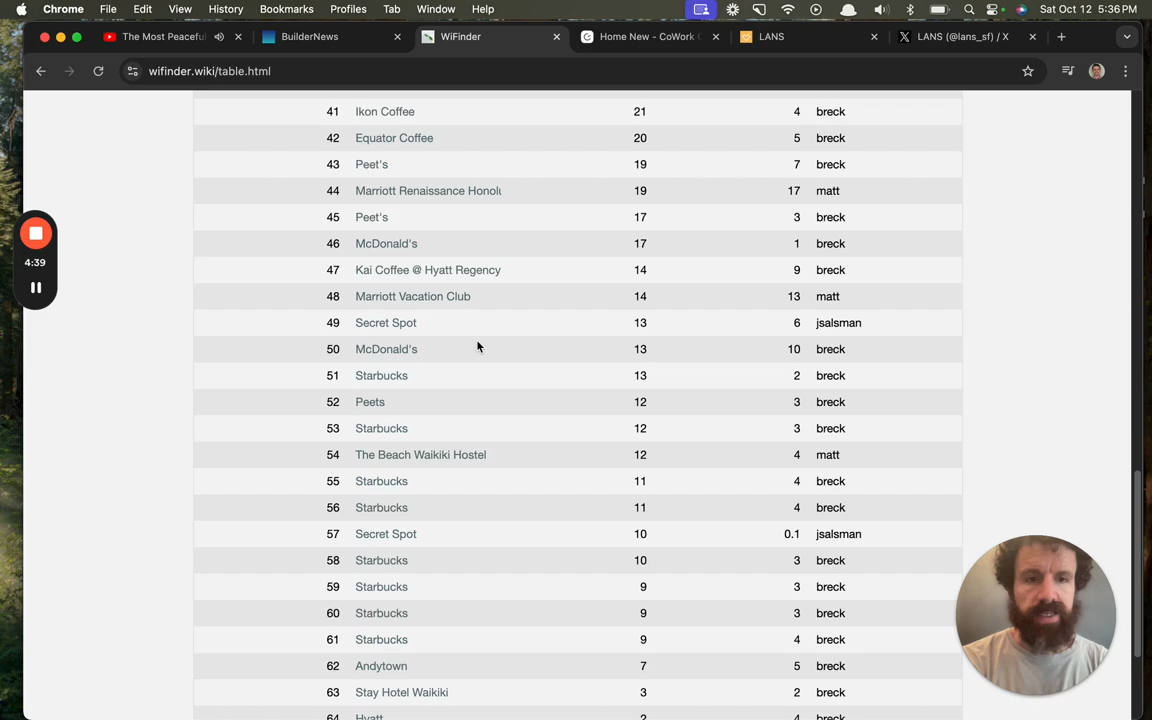 Chrome File Edit View History Bookmarks Profiles Tab Window Help Sat Oct 12 5:36 PM
The Most Peaceful BuilderNews WiFinder Home New - CoWork LANS LANS (@lans_sf) / X
wifinder.wiki/table.html
41 Ikon Coffee 21 4 breck
42 Equator Coffee 20 5 breck
43 Peet's 19 7 breck
44 Marriott Renaissance Honolu 19 17 matt
45 Peet's 17 3 breck
46 McDonald's 17 1 breck
47 Kai Coffee @ Hyatt Regency 14 9 breck
48 Marriott Vacation Club 14 13 matt
49 Secret Spot 13 6 jsalsman
50 McDonald's 13 10 breck
51 Starbucks 13 2 breck
52 Peets 12 3 breck
53 Starbucks 12 3 breck
54 The Beach Waikiki Hostel 12 4 matt
55 Starbucks 11 4 breck
56 Starbucks 11 4 breck
57 Secret Spot 10 0.1 jsalsman
58 Starbucks 10 3 breck
59 Starbucks 9 3 breck
60 Starbucks 9 3 breck
61 Starbucks 9 4 breck
62 Andytown 7 5 breck
63 Stay Hotel Waikiki 3 2 breck
64 Hyatt 2 4 breck
4:39